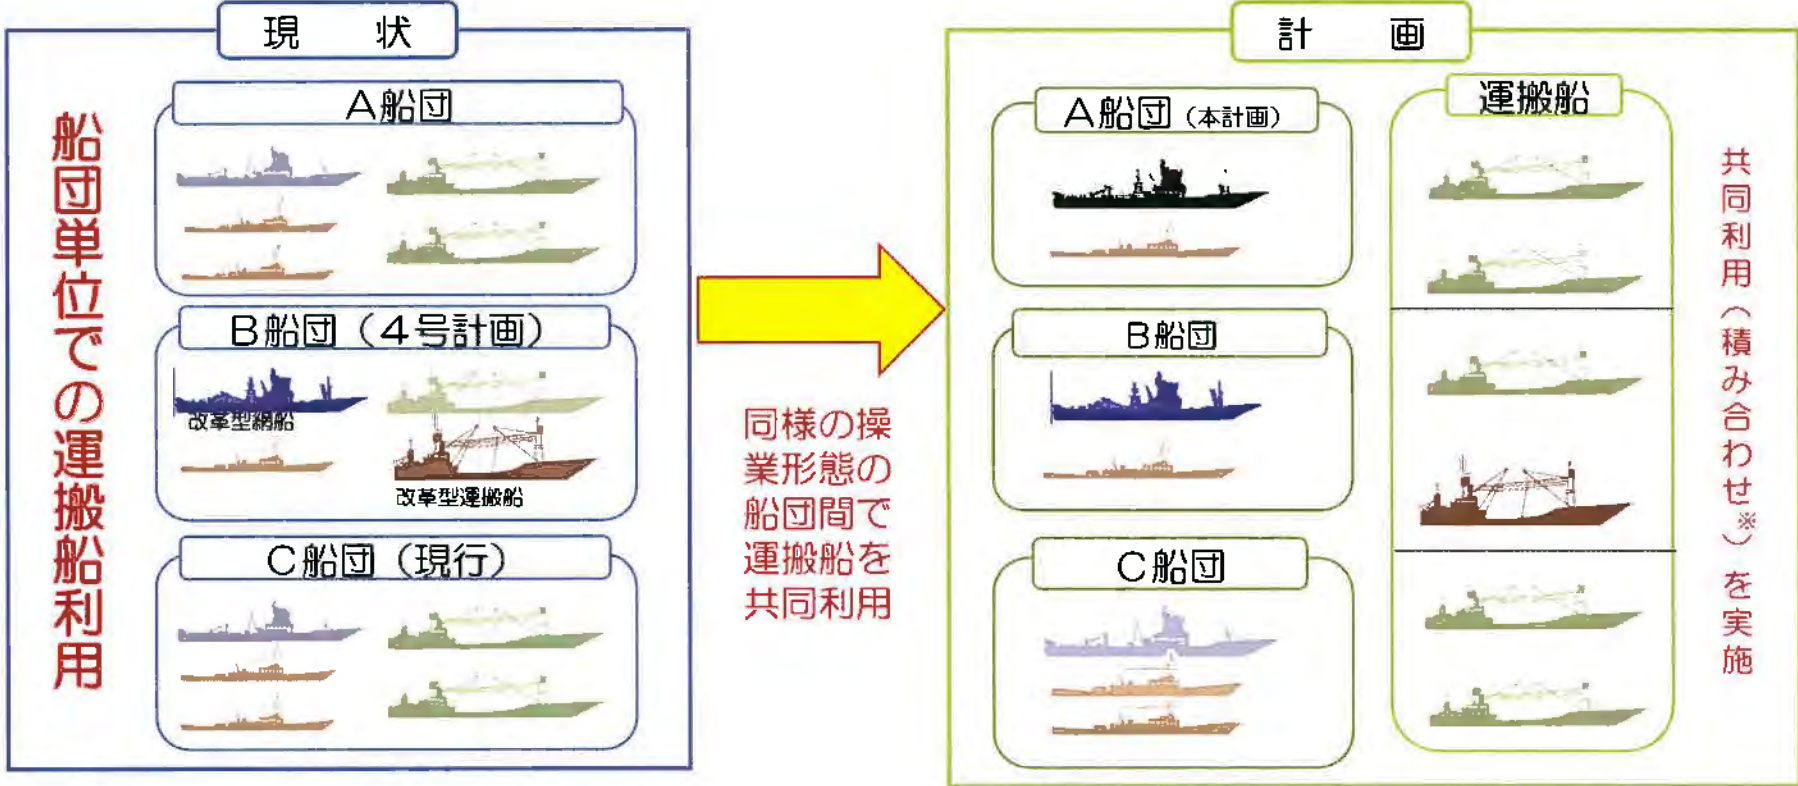 現　状
船団単位での運搬船利用
A船団
B船団（4号計画）
改革型網船
改革型運搬船
C船団（現行）
同様の操
業形態の
船団間で
運搬船を
共同利用
計　画
A船団（本計画）
B船団
C船団
運搬船
共同利用（積み合わせ※）を実施